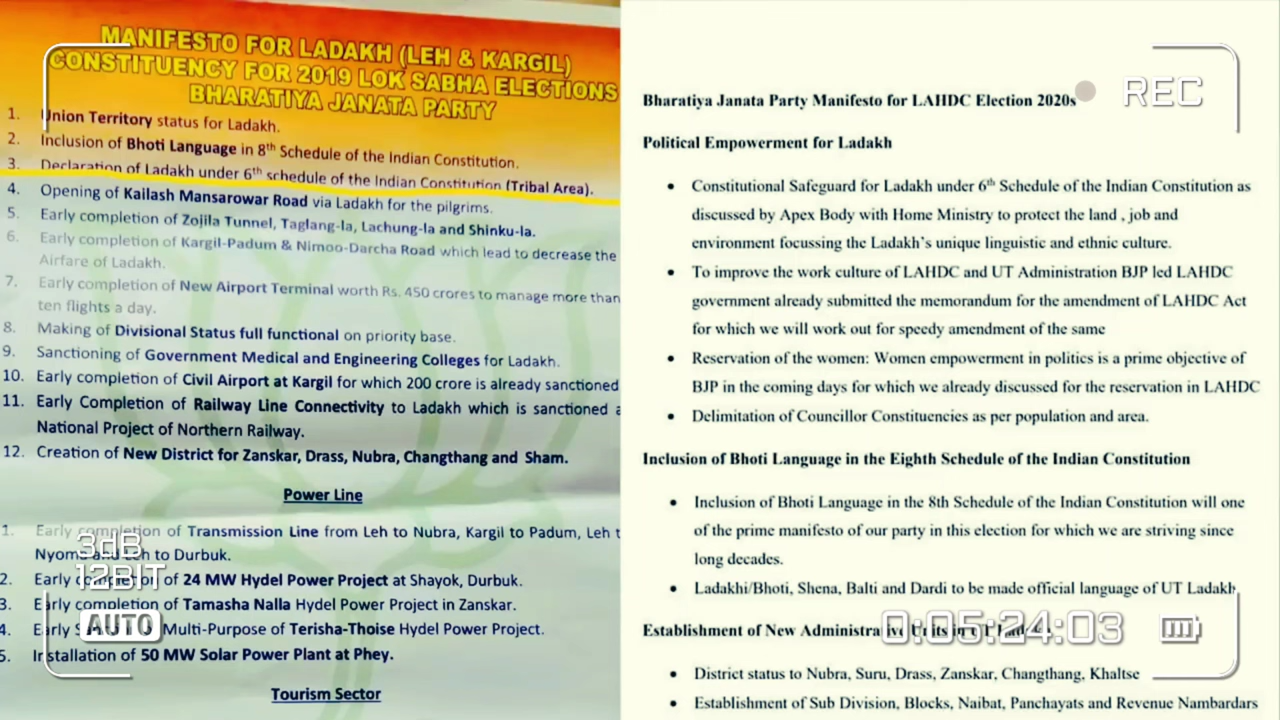 MANIFESTO FOR LADAKH (LEH & KARGIL)
CONSTITUENCY FOR 2019 LOK SABHA ELECTIONS
BHARATIYA JANATA PARTY
1. Union Territory status for Ladakh.
2. Inclusion of Bhoti Language in 8th Schedule of the Indian Constitution.
3. Declaration of Ladakh under 6th schedule of the Indian Constitution (Tribal Area).
4. Opening of Kailash Mansarowar Road via Ladakh for the pilgrims.
5. Early completion of Zojila Tunnel, Taglang-la, Lachung-la and Shinku-la.
6. Early completion of Kargil-Padum & Nimoo-Darcha Road which lead to decrease the
Airfare of Ladakh.
7. Early completion of New Airport Terminal worth Rs. 450 crores to manage more than
ten flights a day.
8. Making of Divisional Status full functional on priority base.
9. Sanctioning of Government Medical and Engineering Colleges for Ladakh.
10. Early completion of Civil Airport at Kargil for which 200 crore is already sanctioned
11. Early Completion of Railway Line Connectivity to Ladakh which is sanctioned a
National Project of Northern Railway.
12. Creation of New District for Zanskar, Drass, Nubra, Changthang and Sham.
Power Line
1. Early completion of Transmission Line from Leh to Nubra, Kargil to Padum, Leh t
Nyoma and Leh to Durbuk.
2. Early completion of 24 MW Hydel Power Project at Shayok, Durbuk.
3. Early completion of Tamasha Nalla Hydel Power Project in Zanskar.
4. Early Multi-Purpose of Terisha-Thoise Hydel Power Project.
5. Installation of 50 MW Solar Power Plant at Phey.
Tourism Sector
3dB
12BIT
AUTO
REC
Bharatiya Janata Party Manifesto for LAHDC Election 2020s
Political Empowerment for Ladakh
• Constitutional Safeguard for Ladakh under 6th Schedule of the Indian Constitution as
discussed by Apex Body with Home Ministry to protect the land , job and
environment focussing the Ladakh's unique linguistic and ethnic culture.
• To improve the work culture of LAHDC and UT Administration BJP led LAHDC
government already submitted the memorandum for the amendment of LAHDC Act
for which we will work out for speedy amendment of the same
• Reservation of the women: Women empowerment in politics is a prime objective of
BJP in the coming days for which we already discussed for the reservation in LAHDC
• Delimitation of Councillor Constituencies as per population and area.
Inclusion of Bhoti Language in the Eighth Schedule of the Indian Constitution
• Inclusion of Bhoti Language in the 8th Schedule of the Indian Constitution will one
of the prime manifesto of our party in this election for which we are striving since
long decades.
• Ladakhi/Bhoti, Shena, Balti and Dardi to be made official language of UT Ladakh
0:05:24:03
Establishment of New Administrative Units in UT Ladakh
• District status to Nubra, Suru, Drass, Zanskar, Changthang, Khaltse
• Establishment of Sub Division, Blocks, Naibat, Panchayats and Revenue Nambardars